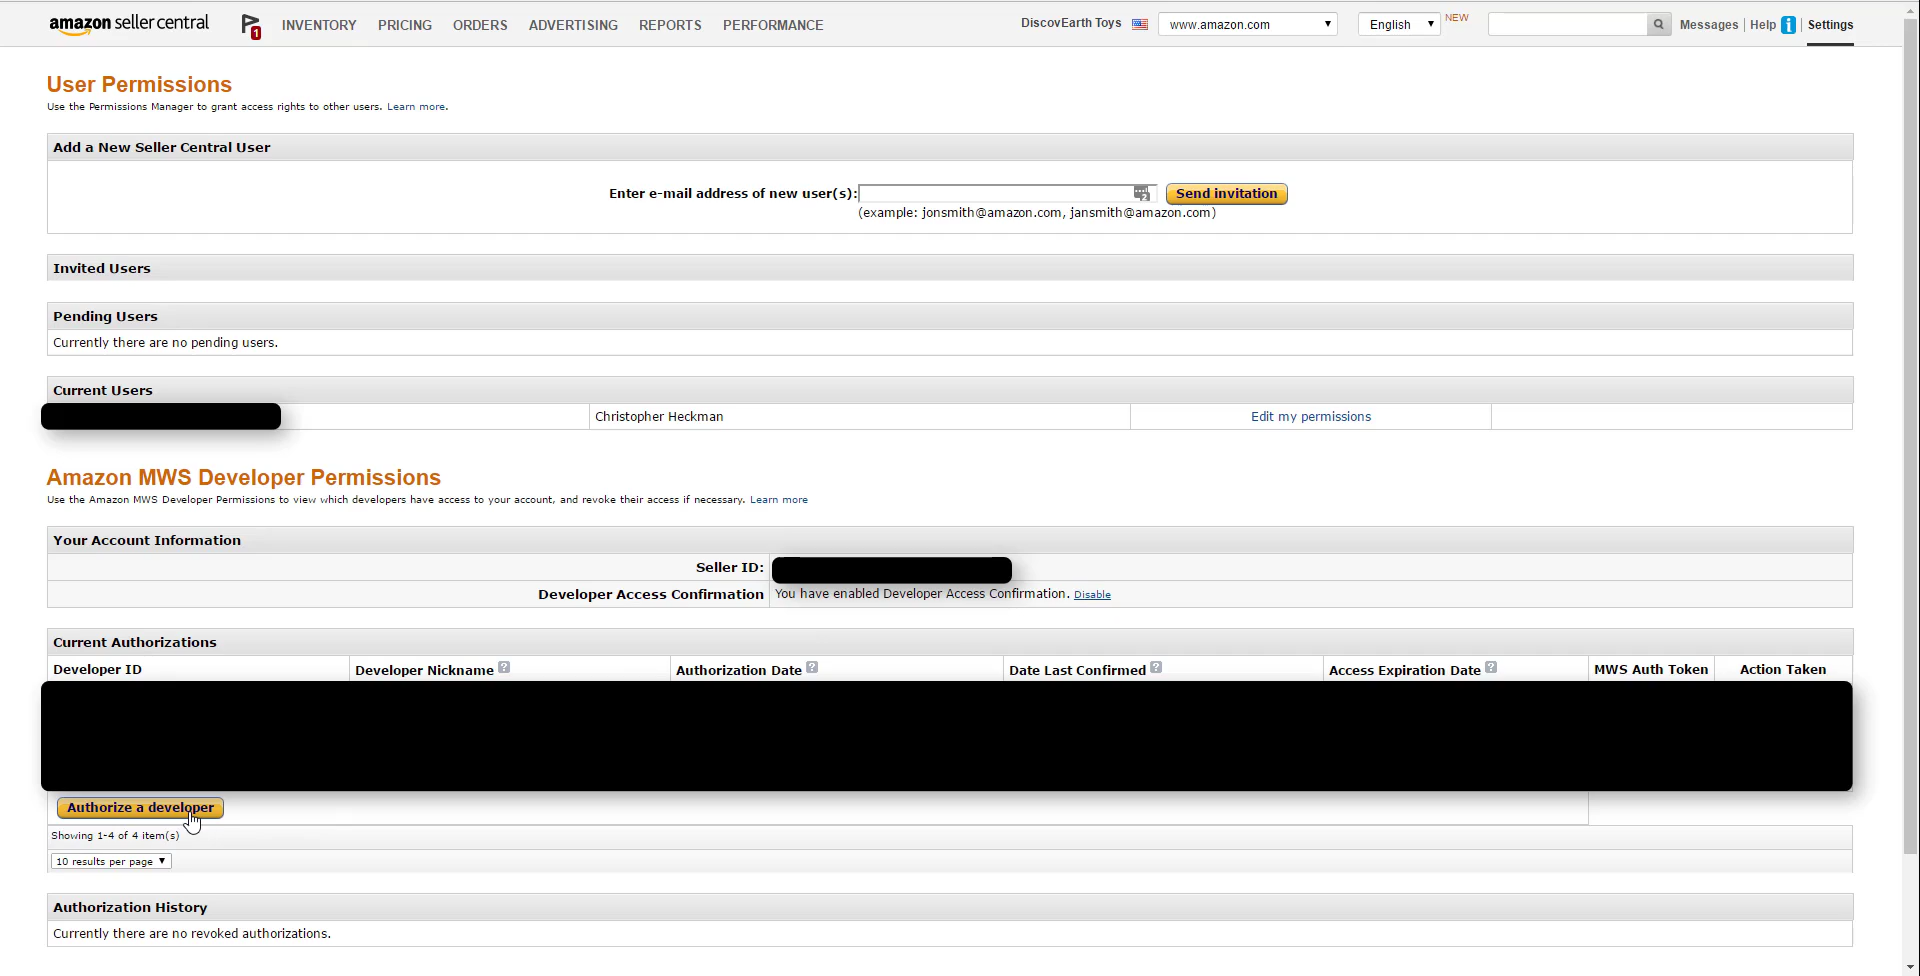 amazon seller central 1 INVENTORY PRICING ORDERS ADVERTISING REPORTS PERFORMANCE DiscovEarth Toys www.amazon.com English NEW Messages | Help i | Settings
User Permissions
Use the Permissions Manager to grant access rights to other users. Learn more.
Add a New Seller Central User
Enter e-mail address of new user(s): Send invitation
(example: jonsmith@amazon.com, jansmith@amazon.com)
Invited Users
Pending Users
Currently there are no pending users.
Current Users
Christopher Heckman Edit my permissions
Amazon MWS Developer Permissions
Use the Amazon MWS Developer Permissions to view which developers have access to your account, and revoke their access if necessary. Learn more
Your Account Information
Seller ID:
Developer Access Confirmation You have enabled Developer Access Confirmation. Disable
Current Authorizations
Developer ID Developer Nickname ? Authorization Date ? Date Last Confirmed ? Access Expiration Date ? MWS Auth Token Action Taken
Authorize a developer
Showing 1-4 of 4 item(s)
10 results per page
Authorization History
Currently there are no revoked authorizations.